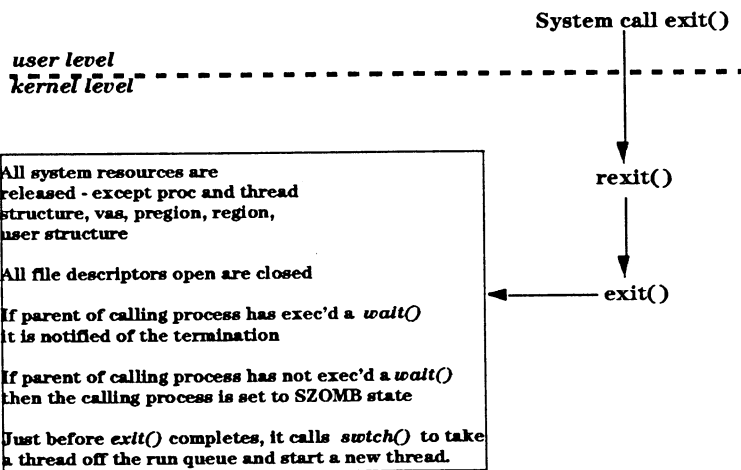 System call exit()
user level
kernel level
rexit()
exit()
All system resources are
released - except proc and thread
structure, vas, pregion, region,
user structure
All file descriptors open are closed
If parent of calling process has exec'd a wait()
it is notified of the termination
If parent of calling process has not exec'd a wait()
then the calling process is set to SZOMB state
Just before exit() completes, it calls swtch() to take
a thread off the run queue and start a new thread.